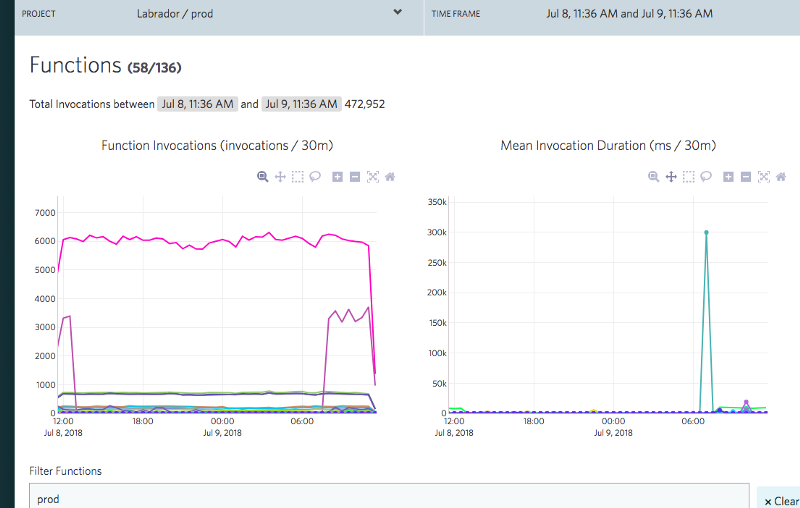 PROJECT Labrador / prod TIME FRAME Jul 8, 11:36 AM and Jul 9, 11:36 AM
Functions (58/136)
Total Invocations between Jul 8, 11:36 AM and Jul 9, 11:36 AM 472,952
Function Invocations (invocations / 30m)
7000
6000
5000
4000
3000
2000
1000
0
12:00 18:00 00:00 06:00
Jul 8, 2018 Jul 9, 2018
Mean Invocation Duration (ms / 30m)
350k
300k
250k
200k
150k
100k
50k
0
12:00 18:00 00:00 06:00
Jul 8, 2018 Jul 9, 2018
Filter Functions
prod
× Clear